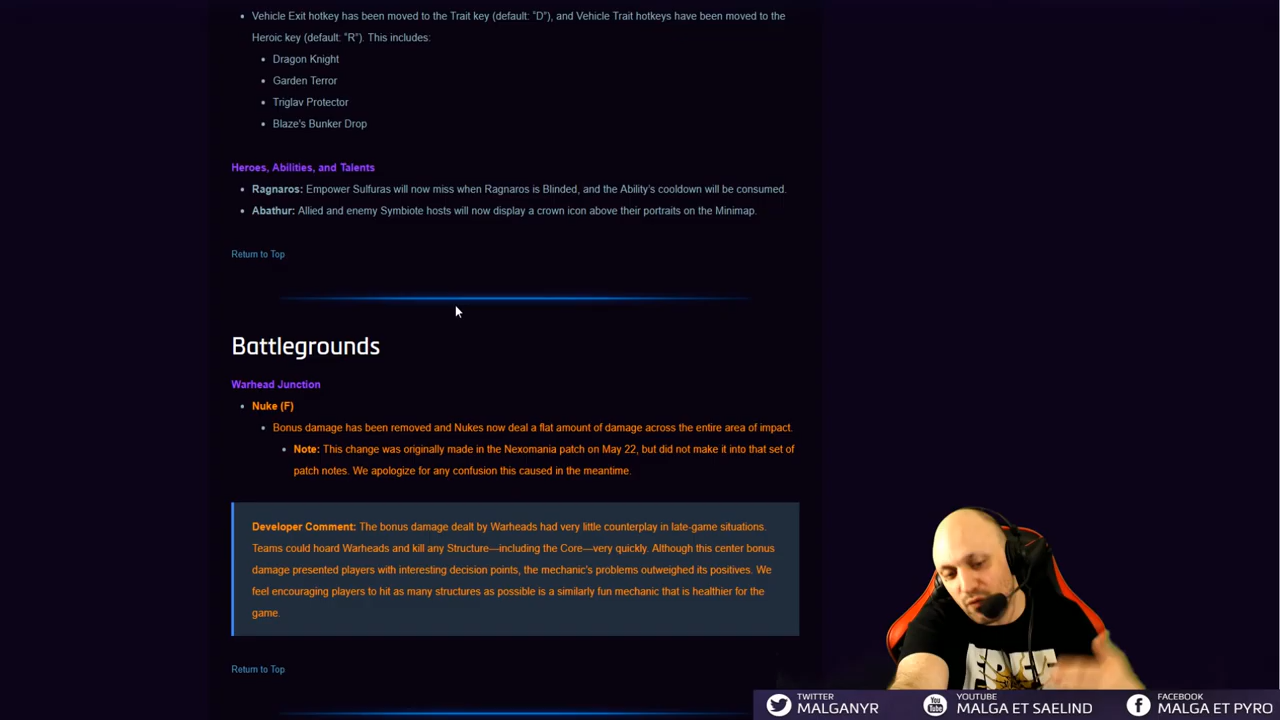 Vehicle Exit hotkey has been moved to the Trait key (default: "D"), and Vehicle Trait hotkeys have been moved to the
Heroic key (default: "R"). This includes:
Dragon Knight
Garden Terror
Triglav Protector
Blaze's Bunker Drop
Heroes, Abilities, and Talents
Ragnaros: Empower Sulfuras will now miss when Ragnaros is Blinded, and the Ability's cooldown will be consumed.
Abathur: Allied and enemy Symbiote hosts will now display a crown icon above their portraits on the Minimap.
Return to Top
Battlegrounds
Warhead Junction
Nuke (F)
Bonus damage has been removed and Nukes now deal a flat amount of damage across the entire area of impact.
Note: This change was originally made in the Nexomania patch on May 22, but did not make it into that set of
patch notes. We apologize for any confusion this caused in the meantime.
Developer Comment: The bonus damage dealt by Warheads had very little counterplay in late-game situations.
Teams could hoard Warheads and kill any Structure—including the Core—very quickly. Although this center bonus
damage presented players with interesting decision points, the mechanic's problems outweighed its positives. We
feel encouraging players to hit as many structures as possible is a similarly fun mechanic that is healthier for the
game.
Return to Top
TWITTER
MALGANYR
YOUTUBE
MALGA ET SAELIND
FACEBOOK
MALGA ET PYRO